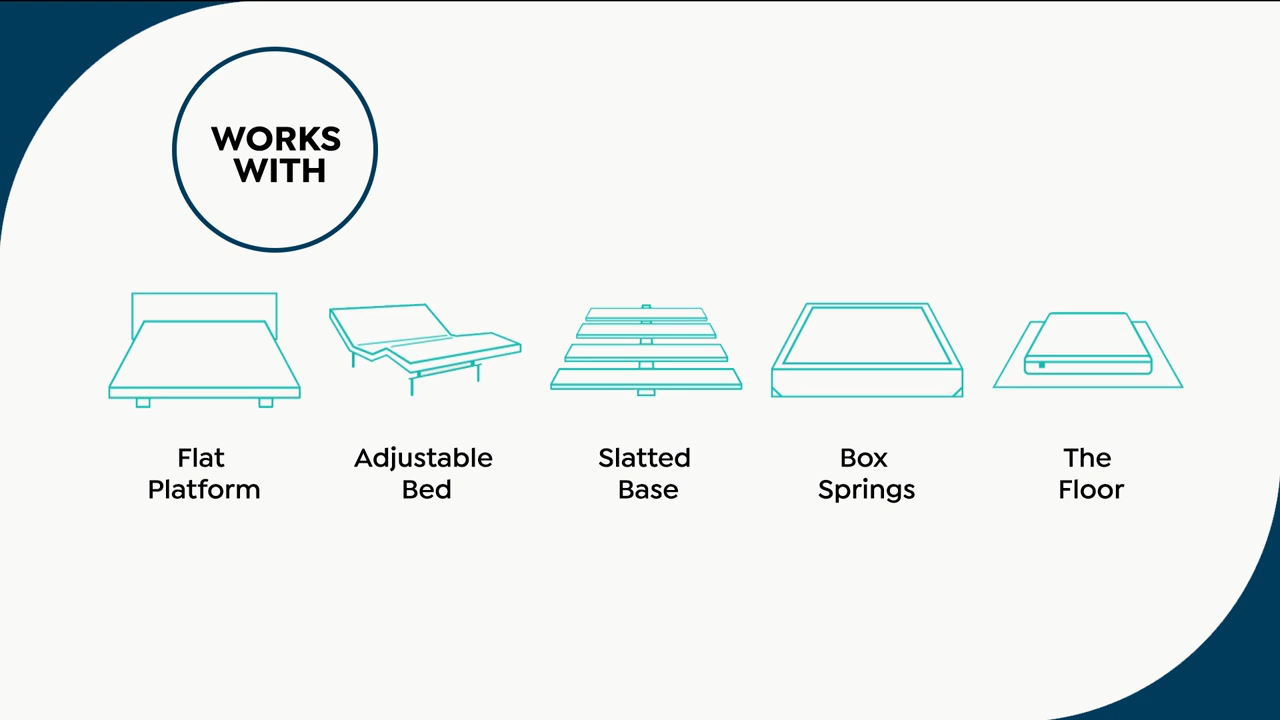 WORKS
WITH
Flat
Platform
Adjustable
Bed
Slatted
Base
Box
Springs
The
Floor